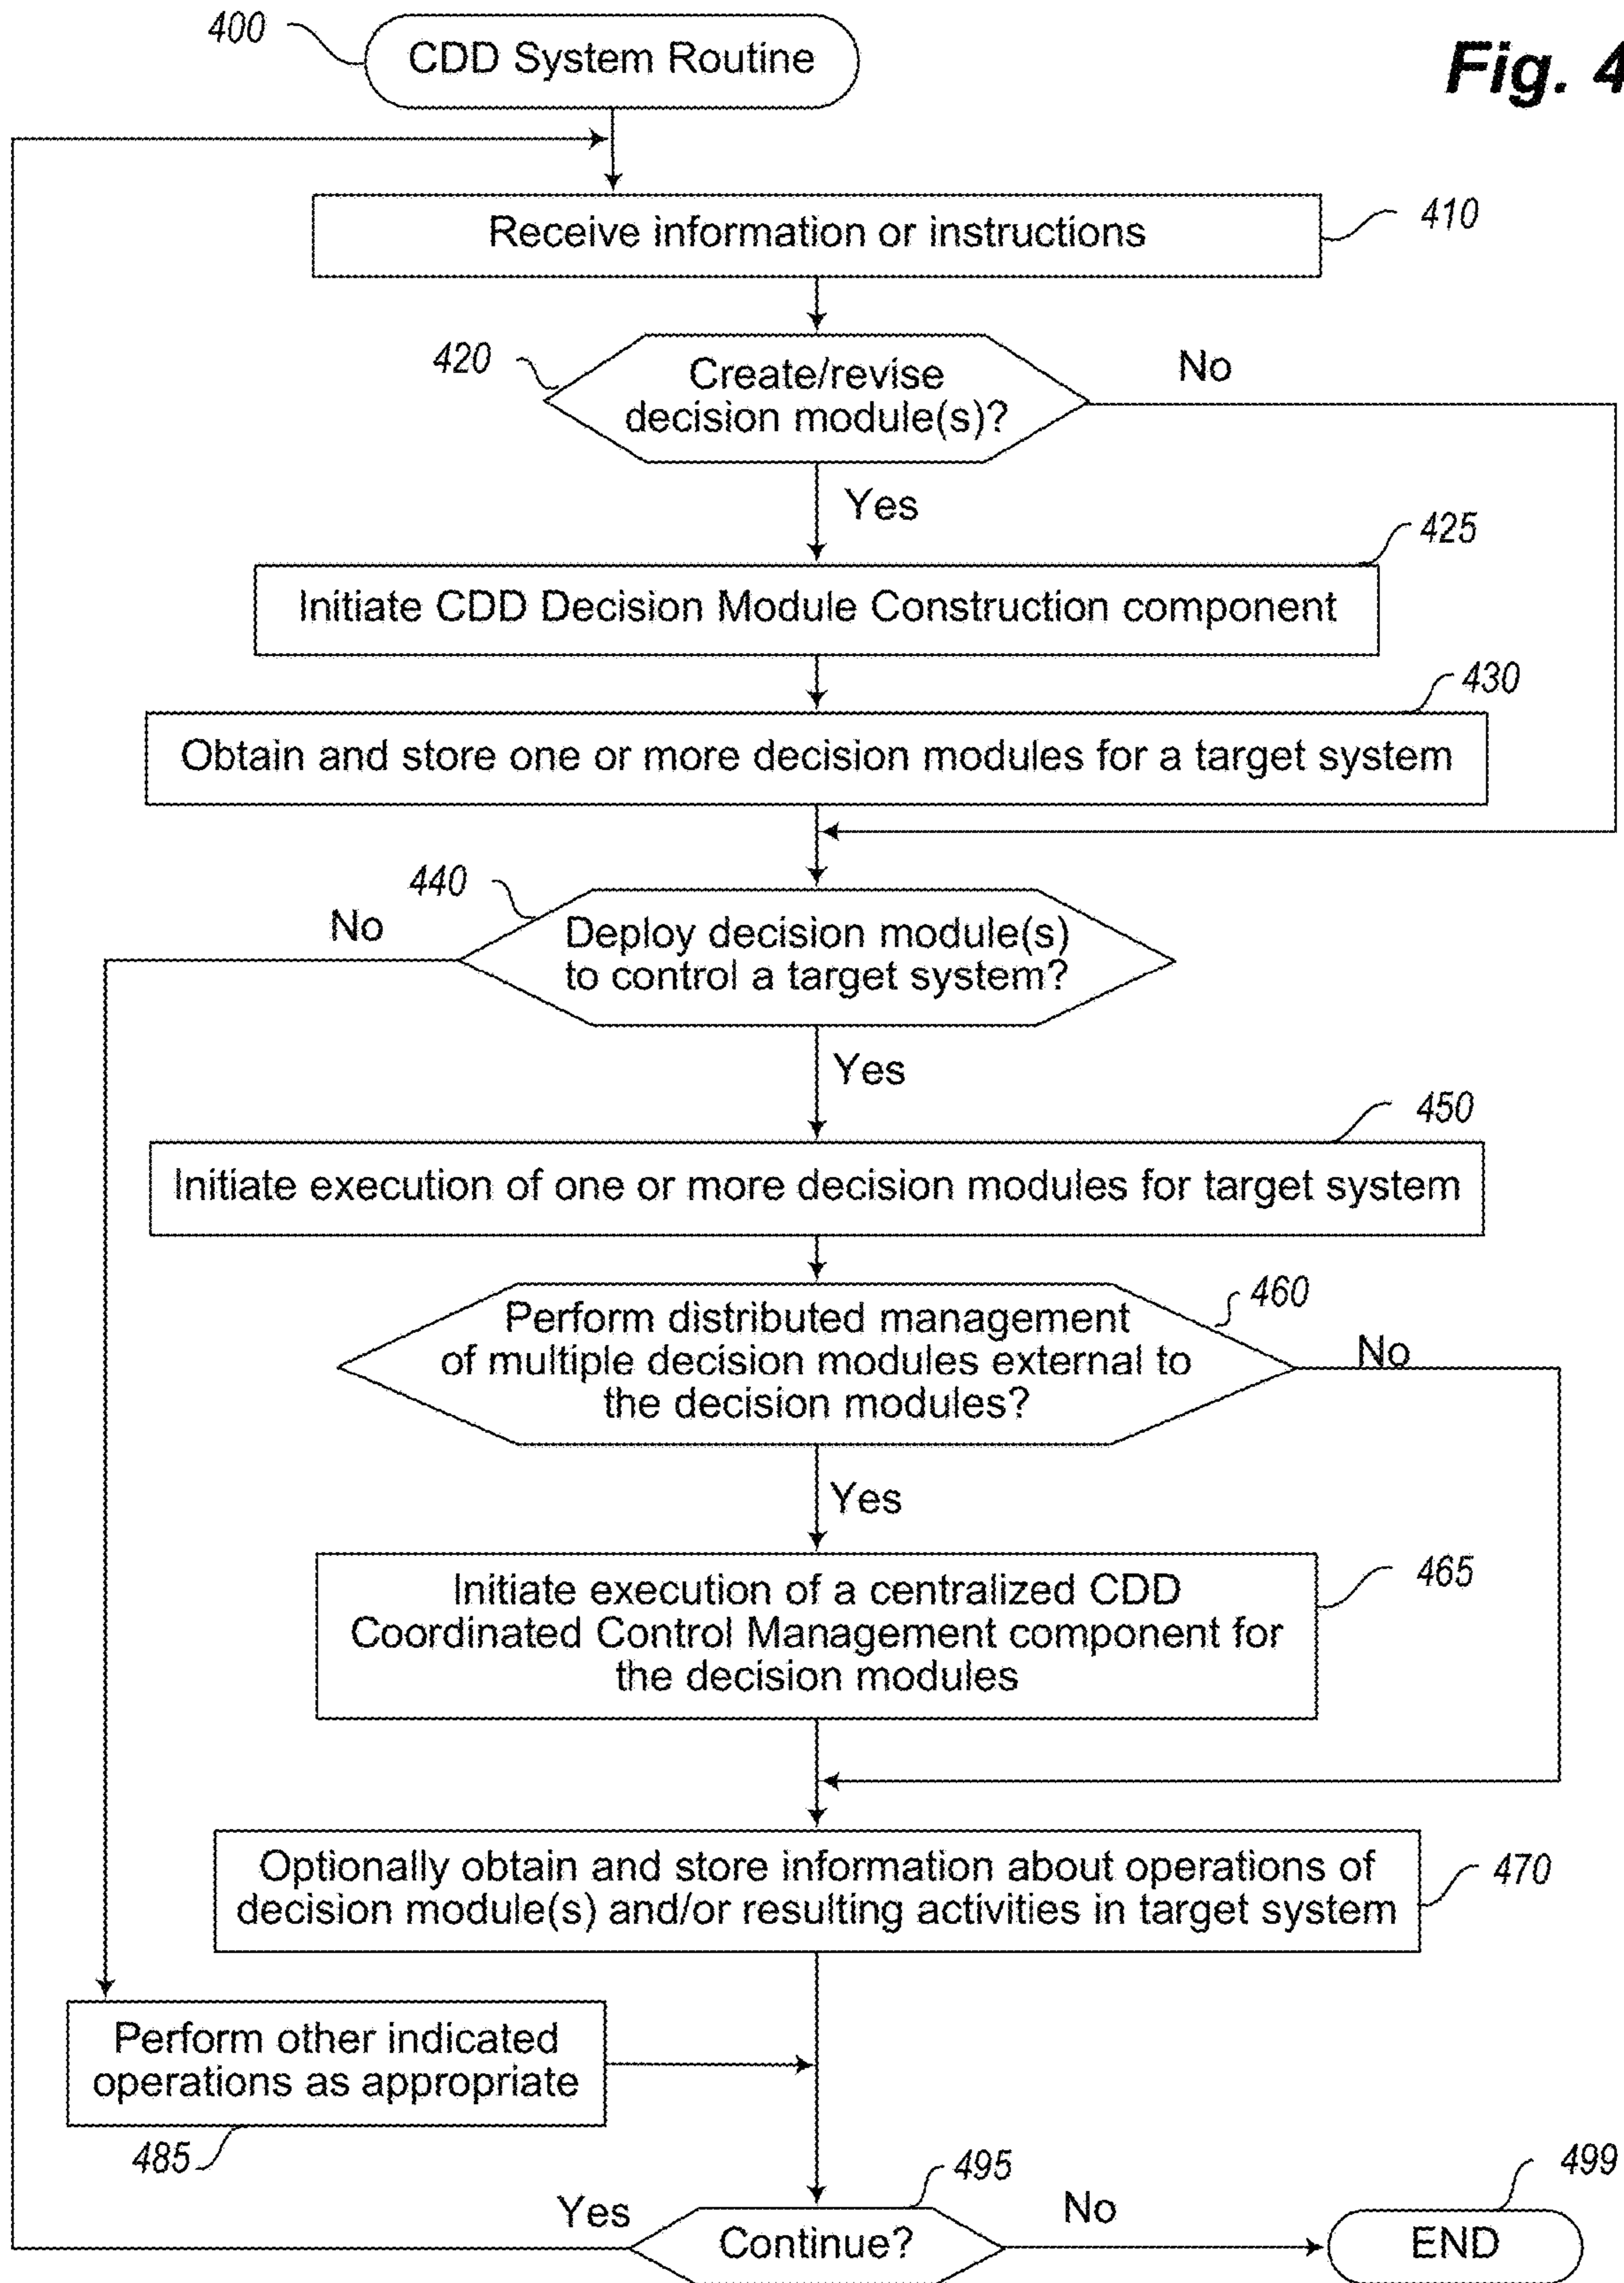 400
CDD System Routine
Fig. 4
Receive information or instructions
410
420
Create/revise
decision module(s)?
No
Yes
425
Initiate CDD Decision Module Construction component
430
Obtain and store one or more decision modules for a target system
440
No
Deploy decision module(s)
to control a target system?
Yes
450
Initiate execution of one or more decision modules for target system
460
Perform distributed management
of multiple decision modules external to
the decision modules?
No
Yes
465
Initiate execution of a centralized CDD
Coordinated Control Management component for
the decision modules
Optionally obtain and store information about operations of
decision module(s) and/or resulting activities in target system
470
Perform other indicated
operations as appropriate
485
495
499
Yes
Continue?
No
END